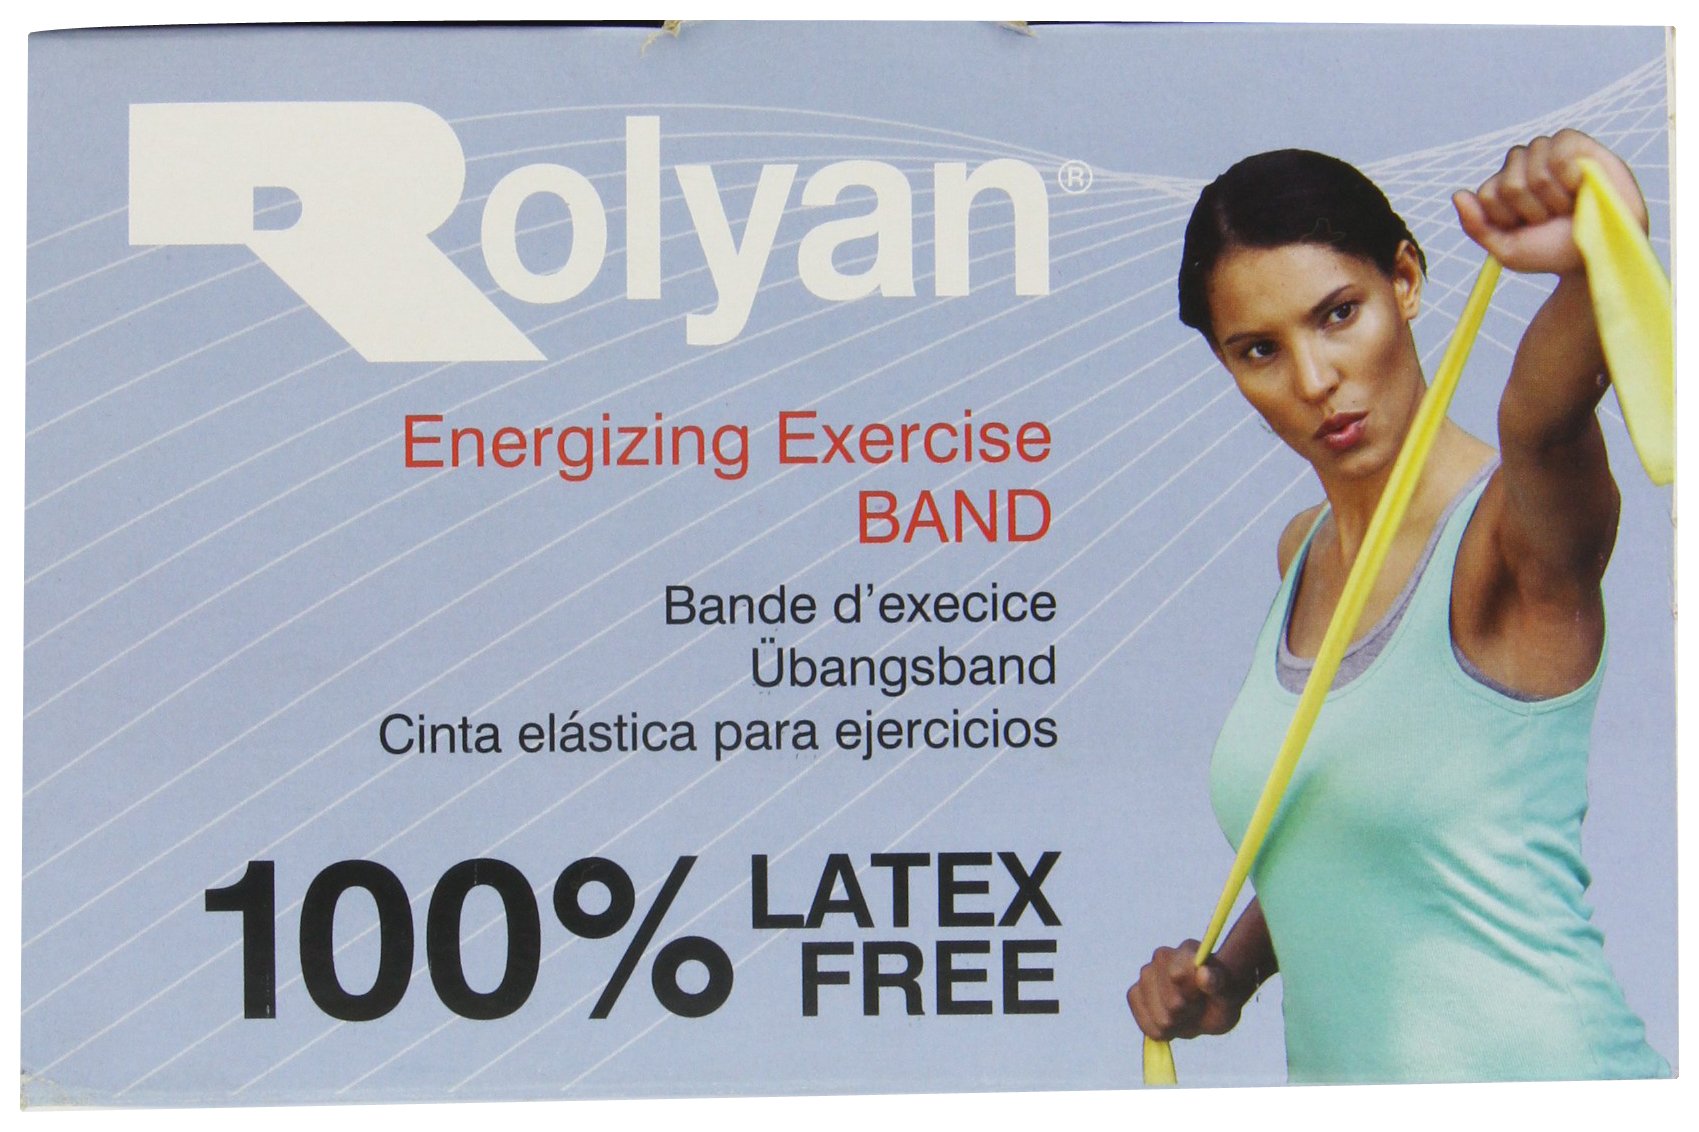 Rolyan®
Energizing Exercise
BAND
Bande d'execice
Übangsband
Cinta elástica para ejercicios
100% LATEX
FREE